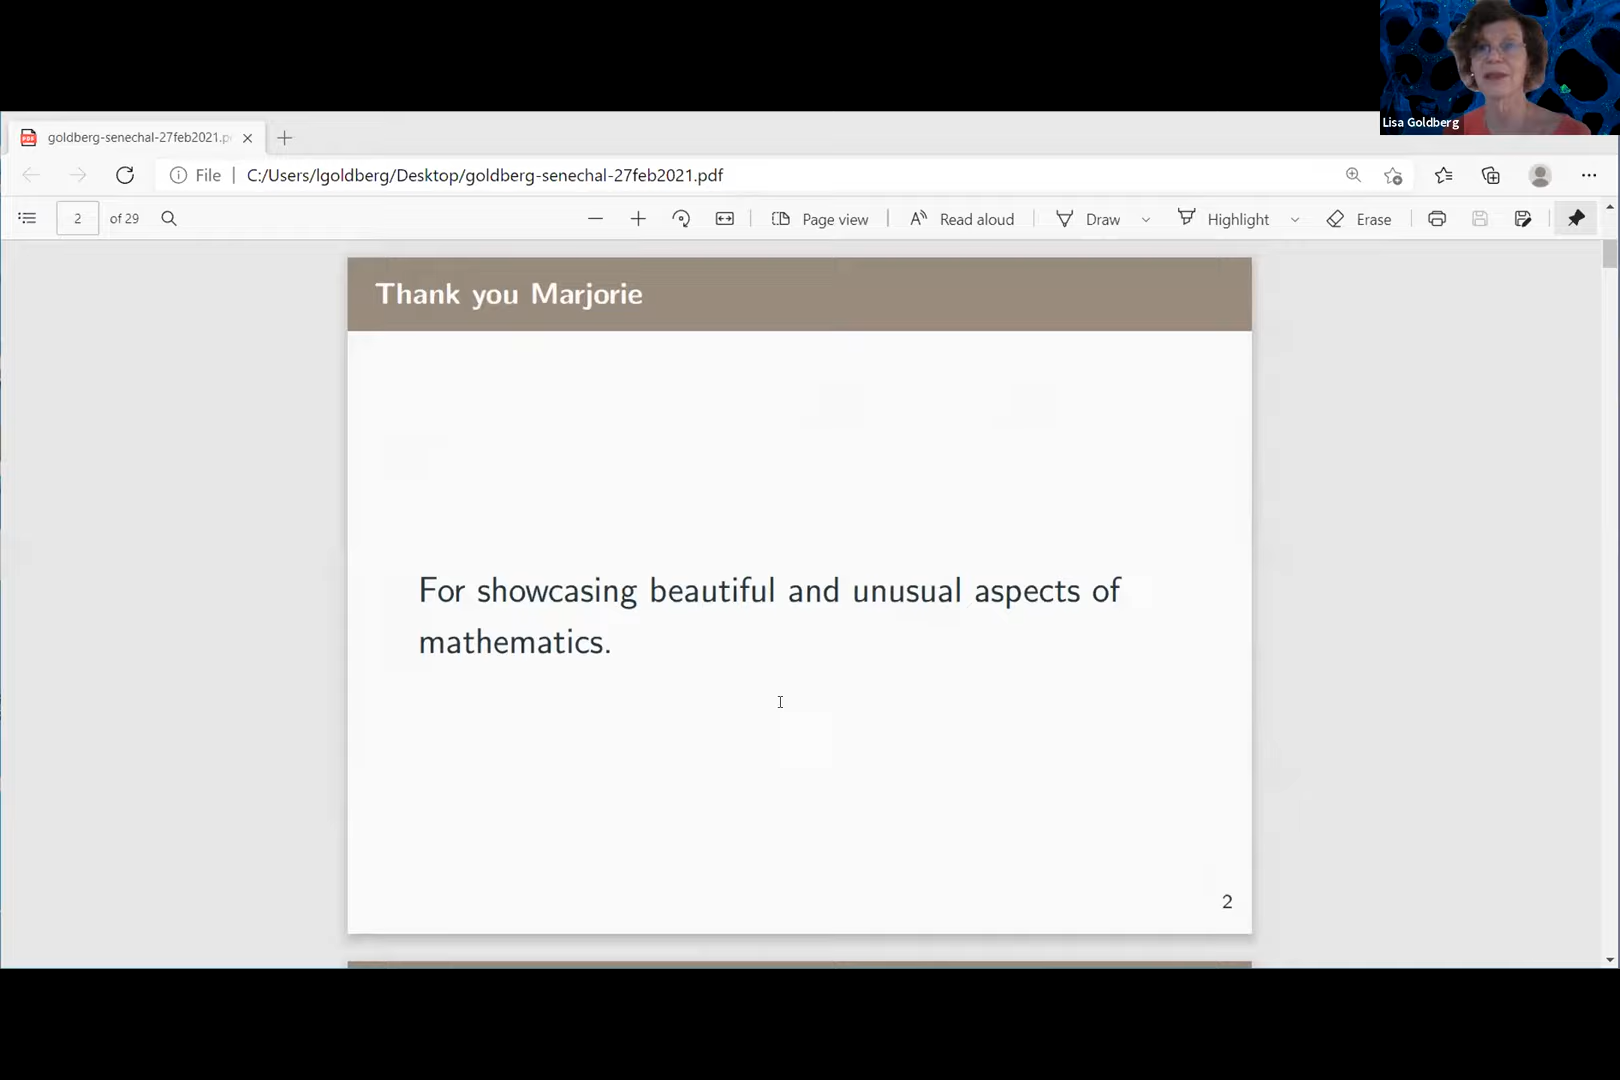 Lisa Goldberg
goldberg-senechal-27feb2021.p
File
C:/Users/lgoldberg/Desktop/goldberg-senechal-27feb2021.pdf
2 of 29
Page view
Read aloud
Draw
Highlight
Erase
Thank you Marjorie
For showcasing beautiful and unusual aspects of
mathematics.
2